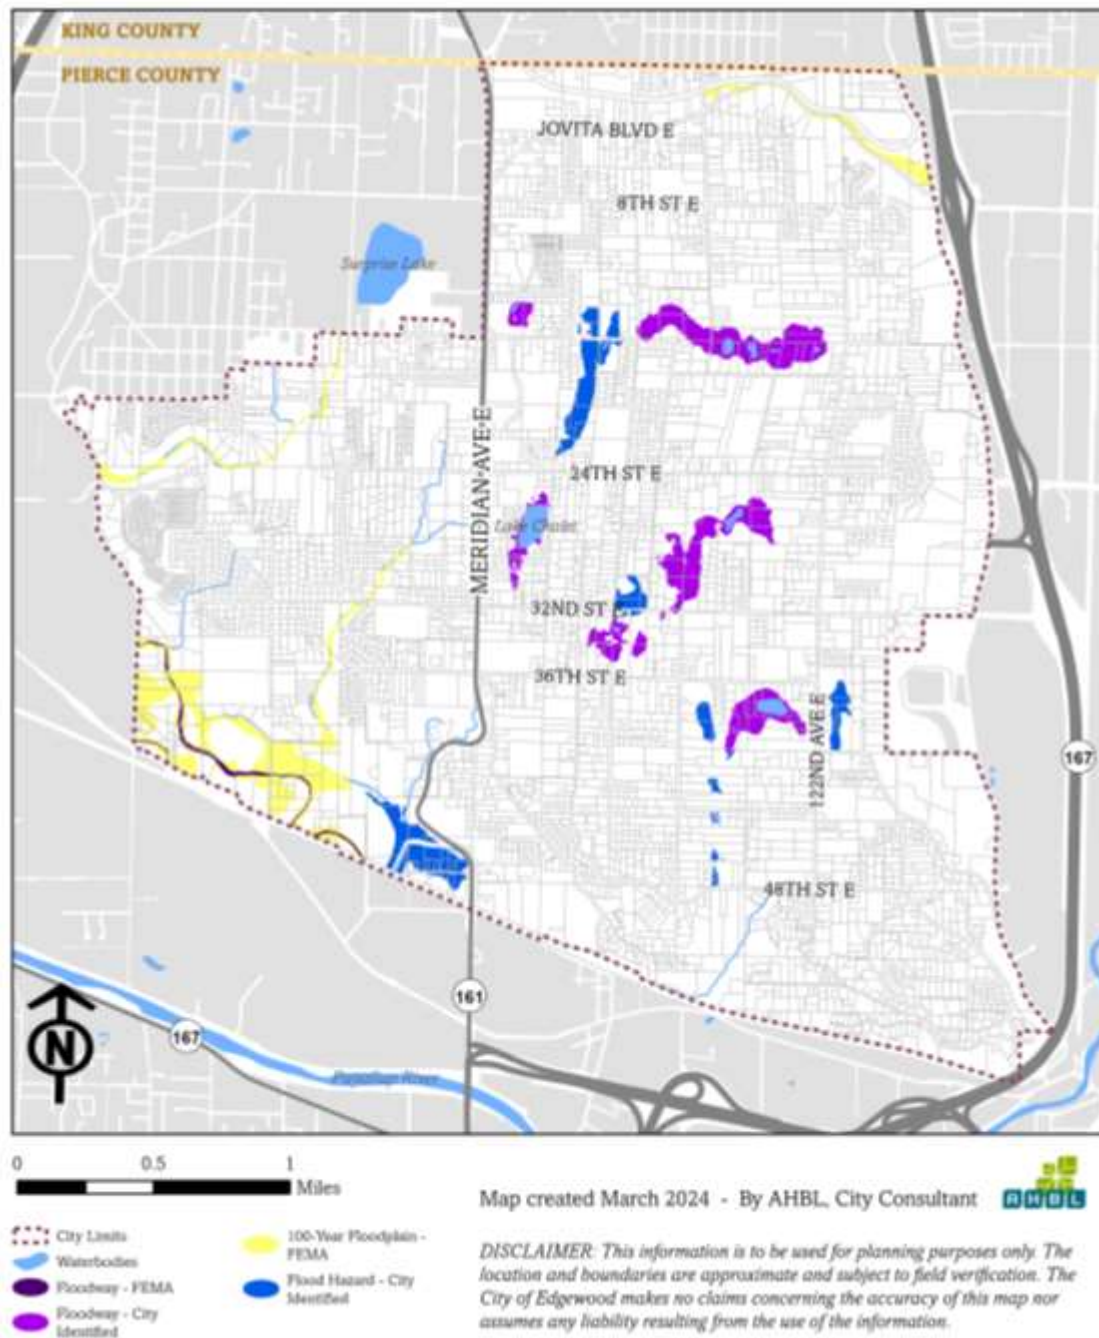 KING COUNTY
PIERCE COUNTY
JOVITA BLVD E
8TH ST E
Surprise Lake
MERIDIAN AVE E
24TH ST E
Lake Chalet
32ND ST E
36TH ST E
122ND AVE E
167
48TH ST E
161
N
167
Puyallup River
0 0.5 1
Miles
Map created March 2024 - By AHBL, City Consultant
AHBL
City Limits
Waterbodies
Floodway - FEMA
Floodway - City
Identified
100-Year Floodplain -
FEMA
Flood Hazard - City
Identified
DISCLAIMER: This information is to be used for planning purposes only. The
location and boundaries are approximate and subject to field verification. The
City of Edgewood makes no claims concerning the accuracy of this map nor
assumes any liability resulting from the use of the information.